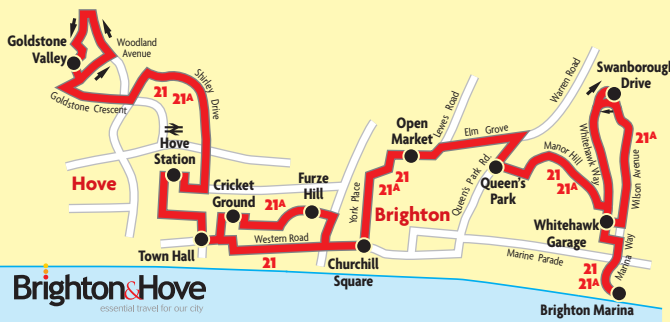 Goldstone
Valley
Woodland
Avenue
Goldstone Crescent
21
21A
Shirley Drive
Hove
Station
Hove
Cricket
Ground
21A
Furze
Hill
Town Hall
Western Road
21
York Place
Churchill
Square
Open
Market
21
21A
Brighton
Lewes Road
Elm Grove
Warren Road
Queen's Park Rd.
Queen's
Park
Manor Hill
21
21A
Swanborough
Drive
Whitehawk Way
21A
Wilson Avenue
Whitehawk
Garage
Marine Parade
Marina Way
21
21A
Brighton Marina
Brighton&Hove
essential travel for our city